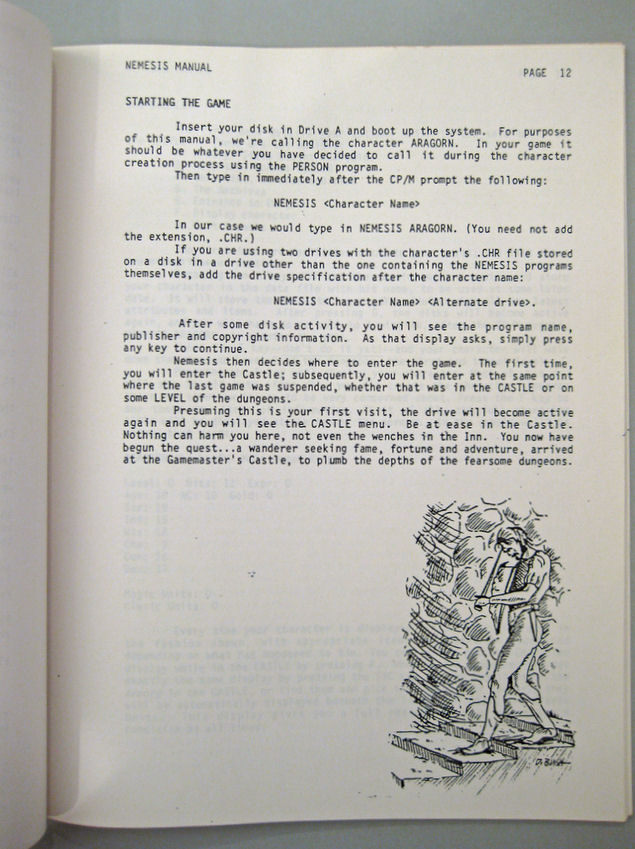 NEMESIS MANUAL
PAGE 12
STARTING THE GAME
Insert your disk in Drive A and boot up the system. For purposes
of this manual, we're calling the character ARAGORN. In your game it
should be whatever you have decided to call it during the character
creation process using the PERSON program.
Then type in immediately after the CP/M prompt the following:
NEMESIS <Character Name>
In our case we would type in NEMESIS ARAGORN. (You need not add
the extension, .CHR.)
If you are using two drives with the character's .CHR file stored
on a disk in a drive other than the one containing the NEMESIS programs
themselves, add the drive specification after the character name:
NEMESIS <Character Name> <Alternate drive>.
After some disk activity, you will see the program name,
publisher and copyright information. As that display asks, simply press
any key to continue.
Nemesis then decides where to enter the game. The first time,
you will enter the Castle; subsequently, you will enter at the same point
where the last game was suspended, whether that was in the CASTLE or on
some LEVEL of the dungeons.
Presuming this is your first visit, the drive will become active
again and you will see the CASTLE menu. Be at ease in the Castle.
Nothing can harm you here, not even the wenches in the Inn. You now have
begun the quest...a wanderer seeking fame, fortune and adventure, arrived
at the Gamemaster's Castle, to plumb the depths of the fearsome dungeons.